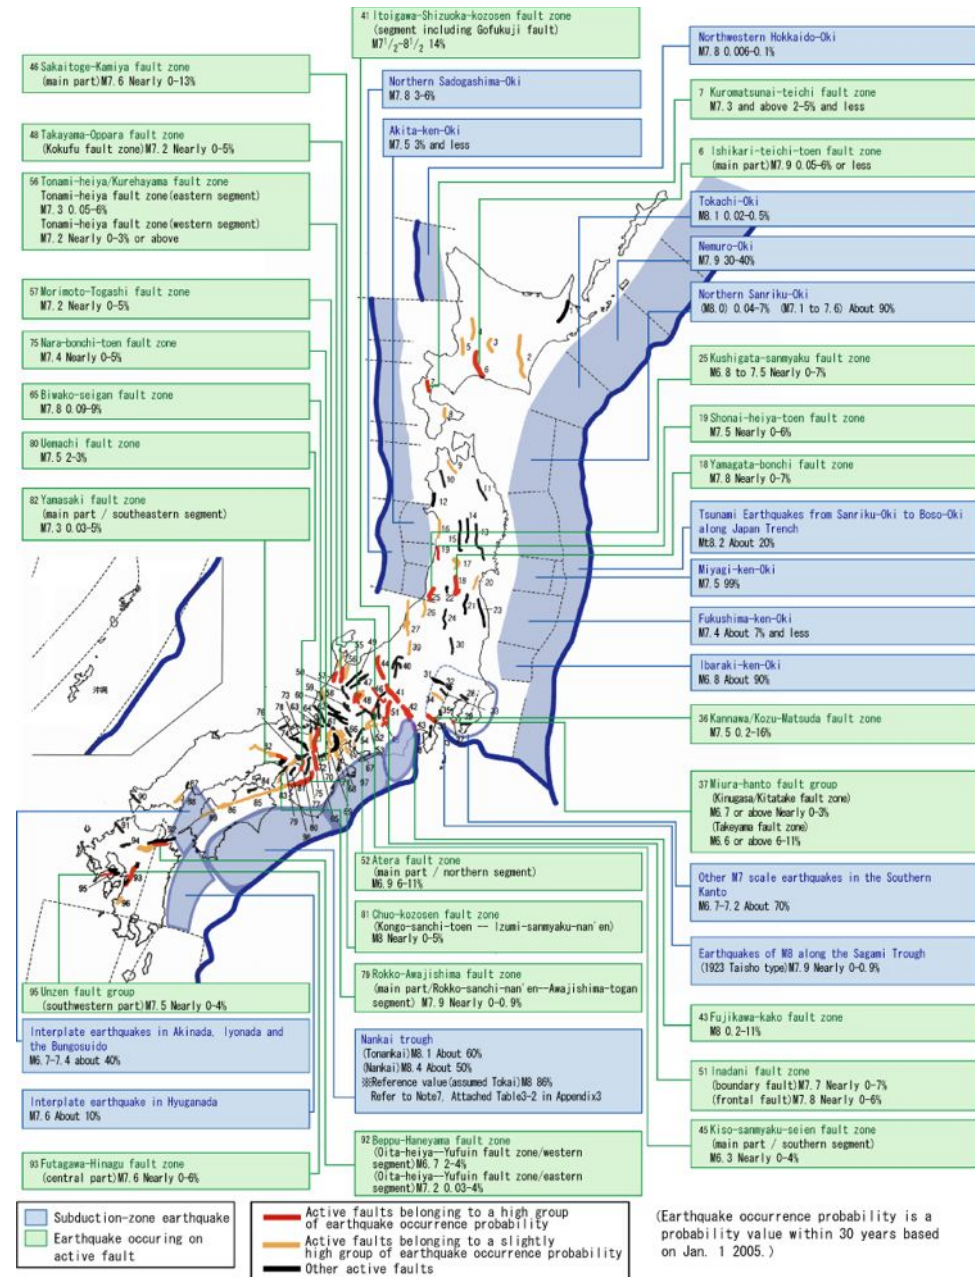 41 Itoigawa-Shizuoka-kozosen fault zone
(segment including Gofukuji fault)
M7 1/2-8 1/2 14%
46 Sakaitoge-Kamiya fault zone
(main part)M7.6 Nearly 0-13%
48 Takayama-Oppara fault zone
(Kokufu fault zone)M7.2 Nearly 0-5%
56 Tonami-heiya/Kurehayama fault zone
Tonami-heiya fault zone(eastern segment)
M7.3 0.05-6%
Tonami-heiya fault zone(western segment)
M7.2 Nearly 0-3% or above
57 Morimoto-Togashi fault zone
M7.2 Nearly 0-5%
75 Nara-bonchi-toen fault zone
M7.4 Nearly 0-5%
65 Biwako-seigan fault zone
M7.8 0.09-9%
80 Uemachi fault zone
M7.5 2-3%
82 Yamasaki fault zone
(main part / southeastern segment)
M7.3 0.03-5%
Northern Sadogashima-Oki
M7.8 3-6%
Akita-ken-Oki
M7.5 3% and less
Northwestern Hokkaido-Oki
M7.8 0.006-0.1%
7 Kuromatsunai-teichi fault zone
M7.3 and above 2-5% and less
6 Ishikari-teichi-toen fault zone
(main part)M7.9 0.05-6% or less
Tokachi-Oki
M8.1 0.02-0.5%
Nemuro-Oki
M7.9 30-40%
Northern Sanriku-Oki
(M8.0) 0.04-7% (M7.1 to 7.6) About 90%
25 Kushigata-sanmyaku fault zone
M6.8 to 7.5 Nearly 0-7%
19 Shonai-heiya-toen fault zone
M7.5 Nearly 0-6%
18 Yamagata-bonchi fault zone
M7.8 Nearly 0-7%
Tsunami Earthquakes from Sanriku-Oki to Boso-Oki
along Japan Trench
Mt8.2 About 20%
Miyagi-ken-Oki
M7.5 99%
Fukushima-ken-Oki
M7.4 About 7% and less
Ibaraki-ken-Oki
M6.8 About 90%
36 Kannawa/Kozu-Matsuda fault zone
M7.5 0.2-16%
37 Miura-hanto fault group
(Kinugasa/Kitatake fault zone)
M6.7 or above Nearly 0-3%
(Takeyama fault zone)
M6.6 or above 6-11%
Other M7 scale earthquakes in the Southern
Kanto
M6.7-7.2 About 70%
Earthquakes of M8 along the Sagami Trough
(1923 Taisho type)M7.9 Nearly 0-0.9%
43 Fujikawa-kako fault zone
M8 0.2-11%
51 Inadani fault zone
(boundary fault)M7.7 Nearly 0-7%
(frontal fault)M7.8 Nearly 0-6%
45 Kiso-sanmyaku-seien fault zone
(main part / southern segment)
M6.3 Nearly 0-4%
沖縄
52 Atera fault zone
(main part / northern segment)
M6.9 6-11%
81 Chuo-kozosen fault zone
(Kongo-sanchi-toen -- Izumi-sanmyaku-nan'en)
M8 Nearly 0-5%
79 Rokko-Awajishima fault zone
(main part/Rokko-sanchi-nan'en--Awajishima-togan
segment) M7.9 Nearly 0-0.9%
Nankai trough
(Tonankai)M8.1 About 60%
(Nankai)M8.4 About 50%
※Reference value(assumed Tokai)M8 86%
Refer to Note7, Attached Table3-2 in Appendix3
92 Beppu-Haneyama fault zone
(Oita-heiya--Yufuin fault zone/western
segment)M6.7 2-4%
(Oita-heiya--Yufuin fault zone/eastern
segment)M7.2 0.03-4%
95 Unzen fault group
(southwestern part)M7.5 Nearly 0-4%
Interplate earthquakes in Akinada, Iyonada and
the Bungosuido
M6.7-7.4 about 40%
Interplate earthquake in Hyuganada
M7.6 About 10%
93 Futagawa-Hinagu fault zone
(central part)M7.6 Nearly 0-6%
Subduction-zone earthquake
Earthquake occuring on
active fault
Active faults belonging to a high group
of earthquake occurrence probability
Active faults belonging to a slightly
high group of earthquake occurrence probability
Other active faults
(Earthquake occurrence probability is a
probability value within 30 years based
on Jan. 1 2005.)